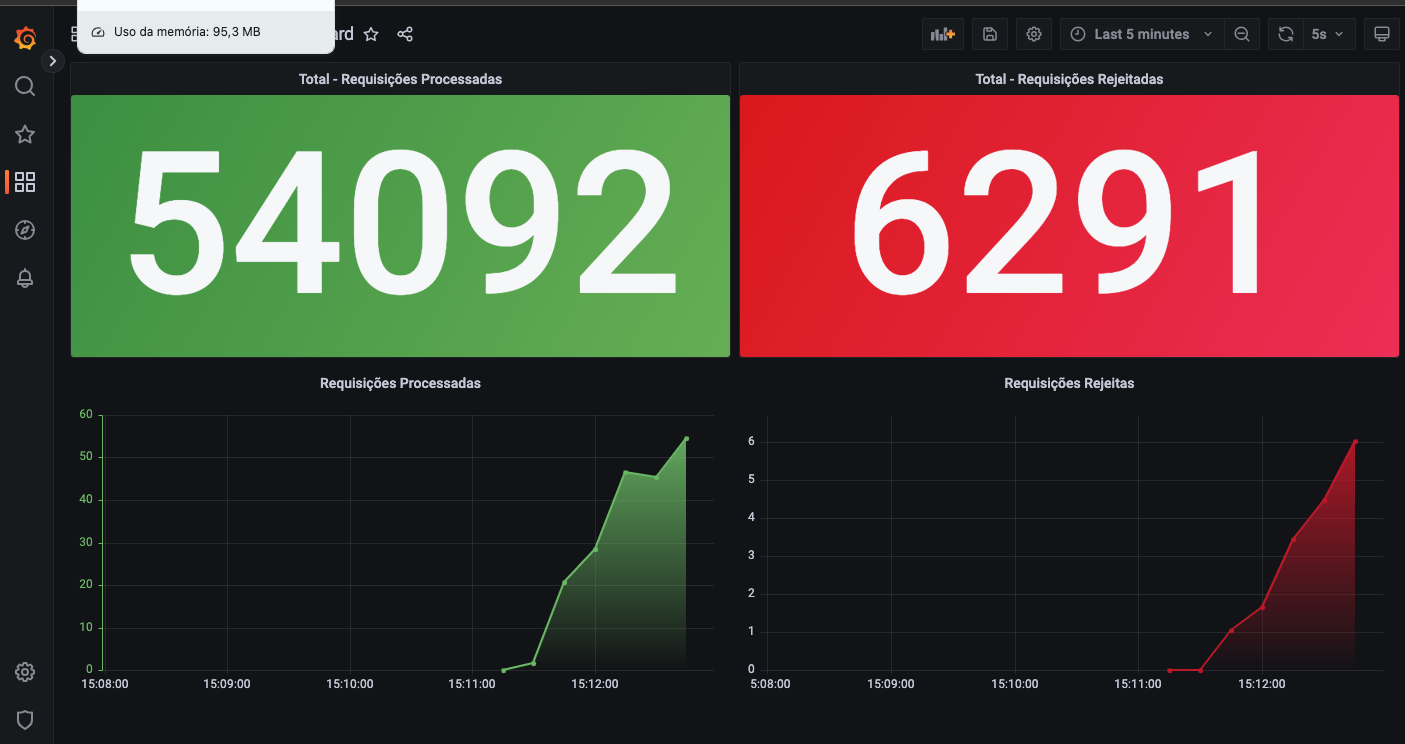 Uso da memória: 95,3 MB
ard
Last 5 minutes
5s
Total - Requisições Processadas
Total - Requisições Rejeitadas
54092
6291
Requisições Processadas
60
50
40
30
20
10
0
15:08:00 15:09:00 15:10:00 15:11:00 15:12:00
Requisições Rejeitas
6
5
4
3
2
1
0
5:08:00 15:09:00 15:10:00 15:11:00 15:12:00